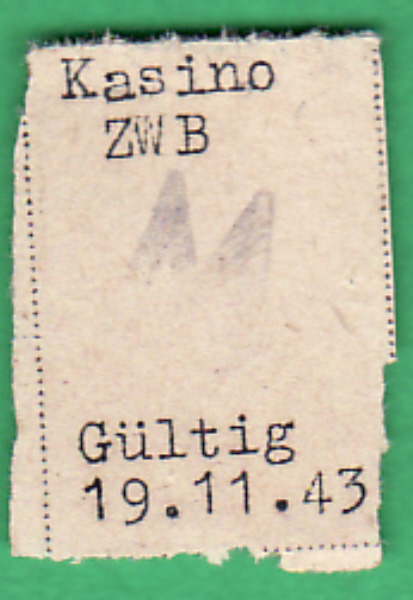 Kasino
ZWB
Gültig
19.11.43